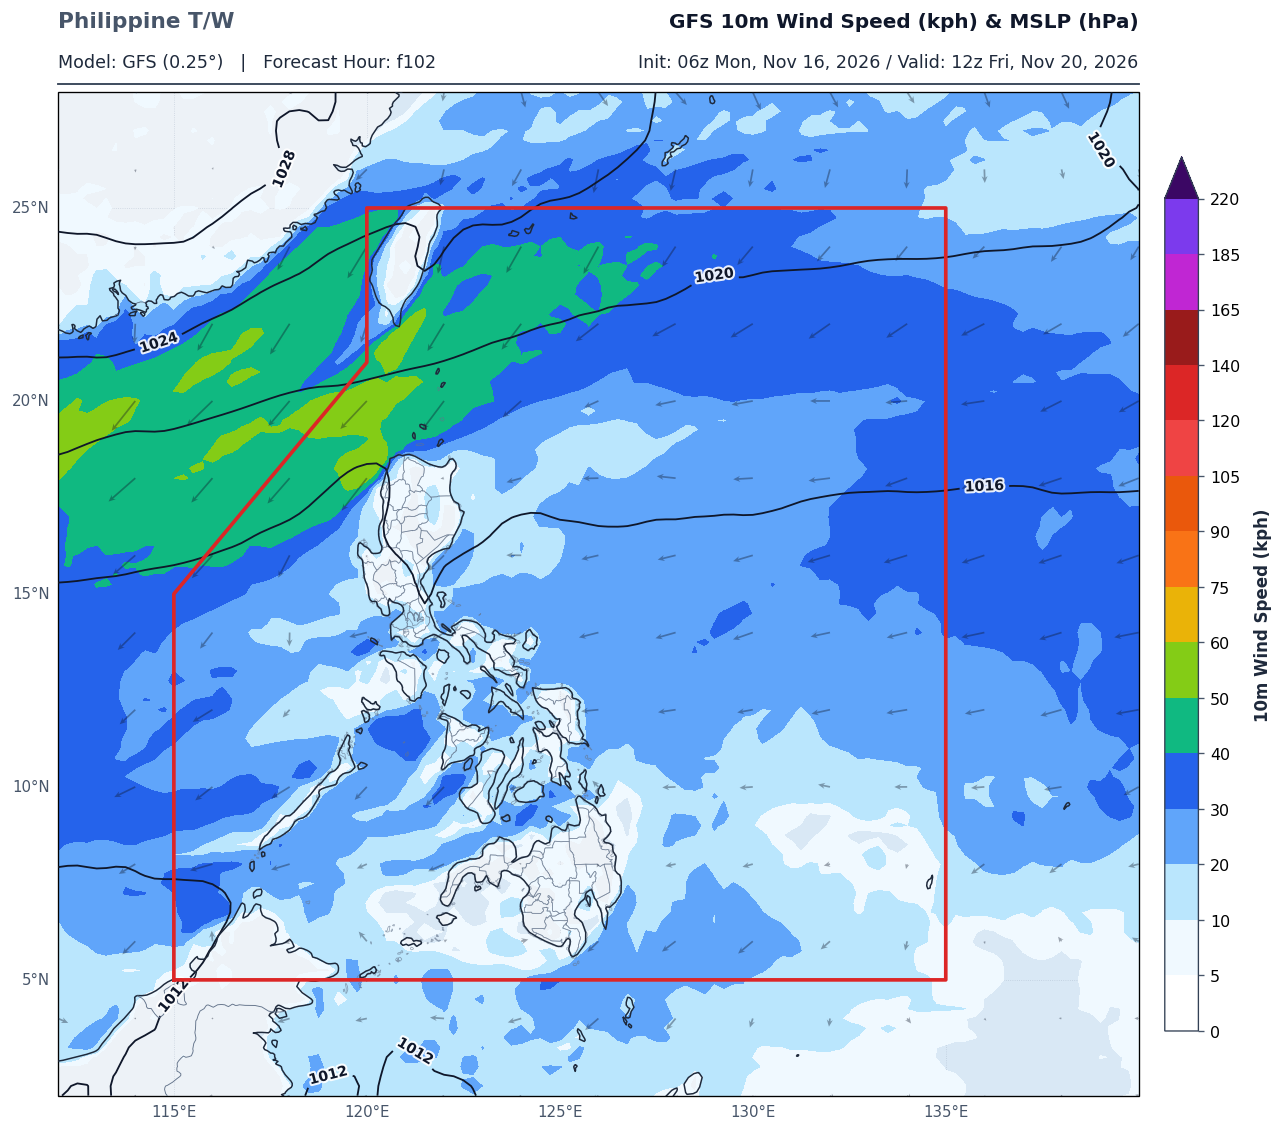 Philippine T/W
GFS 10m Wind Speed (kph) & MSLP (hPa)
Model: GFS (0.25°)   |   Forecast Hour: f102
Init: 06z Mon, Nov 16, 2026 / Valid: 12z Fri, Nov 20, 2026
1028
1020
25°N
1020
1024
20°N
1016
15°N
10°N
5°N
1012
1012
1012
115°E
120°E
125°E
130°E
135°E
220
185
165
140
120
105
90
75
60
50
40
30
20
10
5
0
10m Wind Speed (kph)